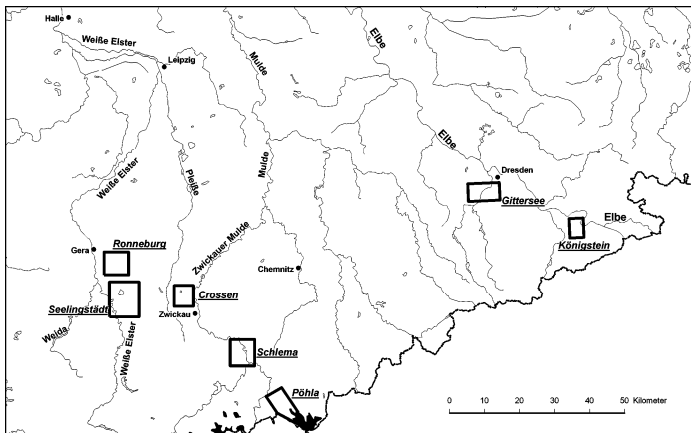 Halle
Weiße Elster
Leipzig
Mulde
Elbe
Elbe
Dresden
Gittersee
Weiße Elster
Pleiße
Mulde
Elbe
Königstein
Ronneburg
Gera
Zwickauer Mulde
Chemnitz
Seelingstädt
Crossen
Zwickau
Weida
Weiße Elster
Schlema
Pöhla
0 10 20 30 40 50 Kilometer